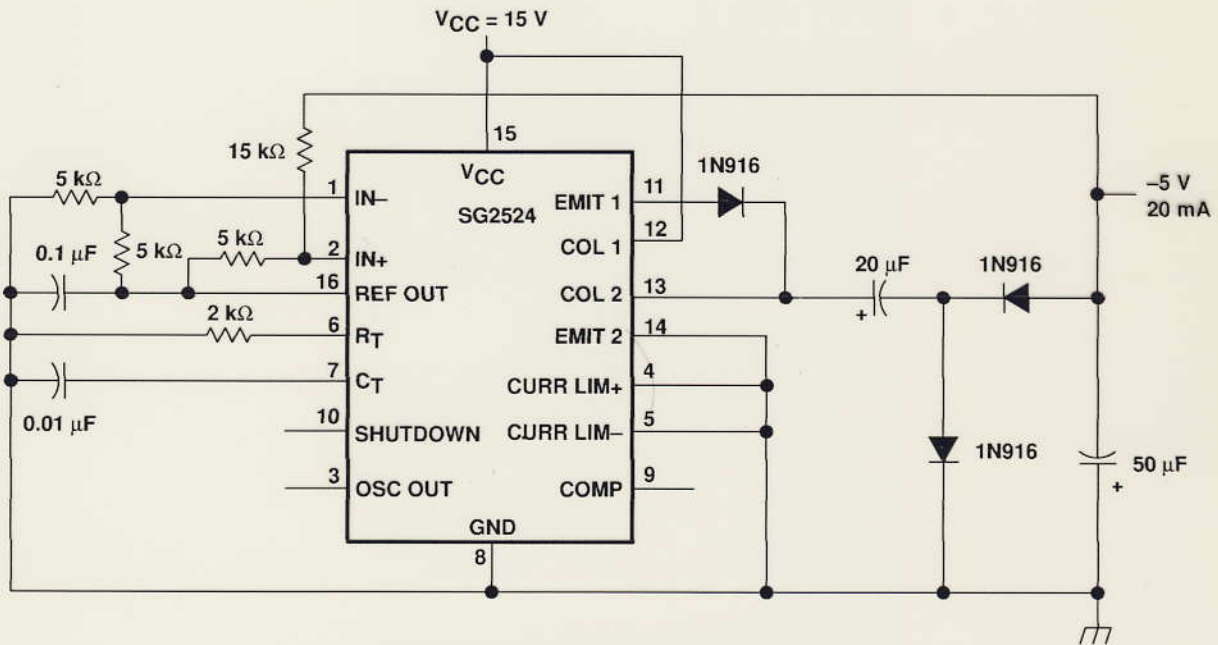 VCC = 15 V
15
15 kΩ
VCC
SG2524
5 kΩ
1
IN–
5 kΩ
0.1 µF
5 kΩ
2
IN+
16
REF OUT
2 kΩ
6
RT
7
CT
0.01 µF
10
SHUTDOWN
3
OSC OUT
GND
8
11
EMIT 1
1N916
12
COL 1
13
COL 2
14
EMIT 2
4
CURR LIM+
5
CURR LIM–
9
COMP
20 µF
+
1N916
–5 V
20 mA
1N916
50 µF
+